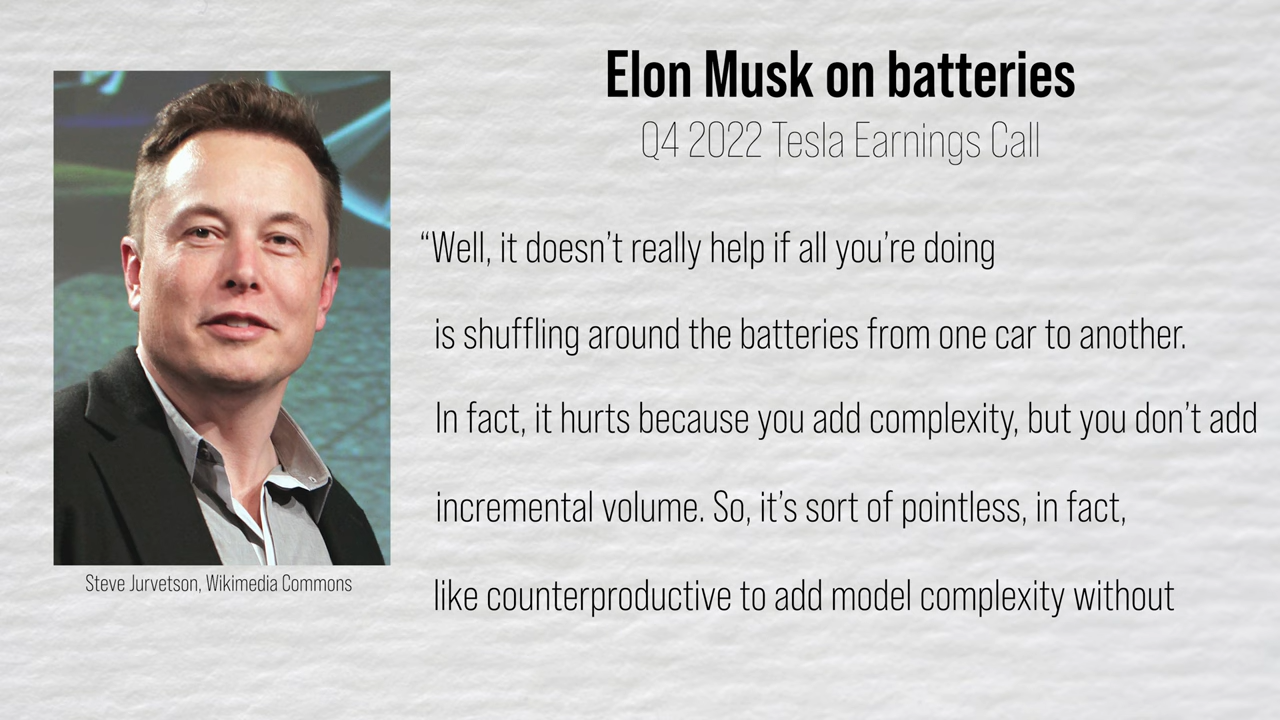 Elon Musk on batteries
Q4 2022 Tesla Earnings Call
“Well, it doesn’t really help if all you’re doing
is shuffling around the batteries from one car to another.
In fact, it hurts because you add complexity, but you don’t add
incremental volume. So, it’s sort of pointless, in fact,
like counterproductive to add model complexity without
Steve Jurvetson, Wikimedia Commons